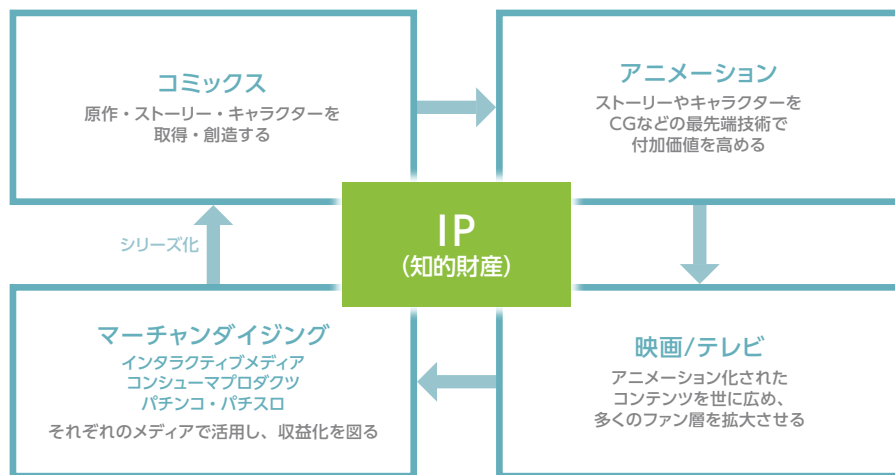 コミックス
原作・ストーリー・キャラクターを
取得・創造する
アニメーション
ストーリーやキャラクターを
CGなどの最先端技術で
付加価値を高める
IP
(知的財産)
シリーズ化
マーチャンダイジング
インタラクティブメディア
コンシューマプロダクツ
パチンコ・パチスロ
それぞれのメディアで活用し、収益化を図る
映画/テレビ
アニメーション化された
コンテンツを世に広め、
多くのファン層を拡大させる